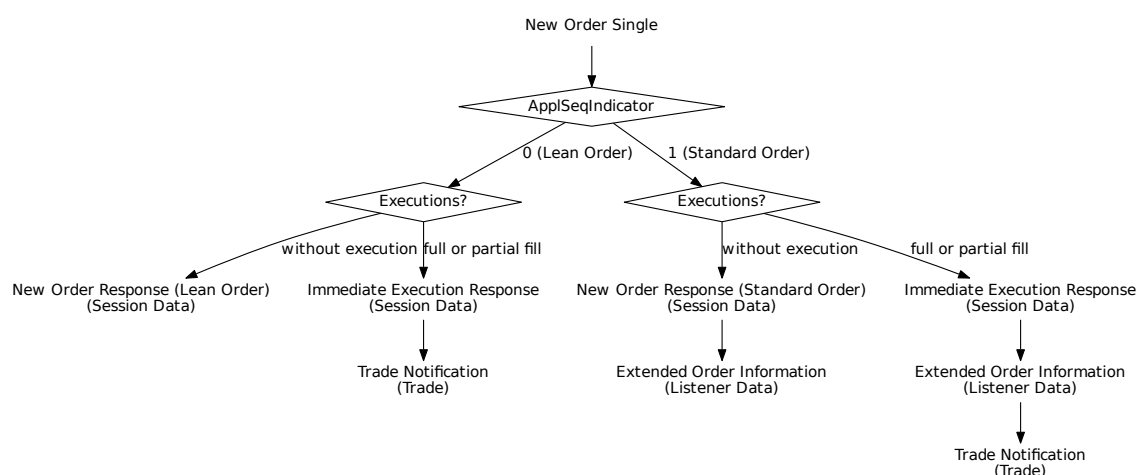 New Order Single
ApplSeqIndicator
0 (Lean Order)
1 (Standard Order)
Executions?
Executions?
without execution
full or partial fill
without execution
full or partial fill
New Order Response (Lean Order)
(Session Data)
Immediate Execution Response
(Session Data)
New Order Response (Standard Order)
(Session Data)
Immediate Execution Response
(Session Data)
Trade Notification
(Trade)
Extended Order Information
(Listener Data)
Extended Order Information
(Listener Data)
Trade Notification
(Trade)